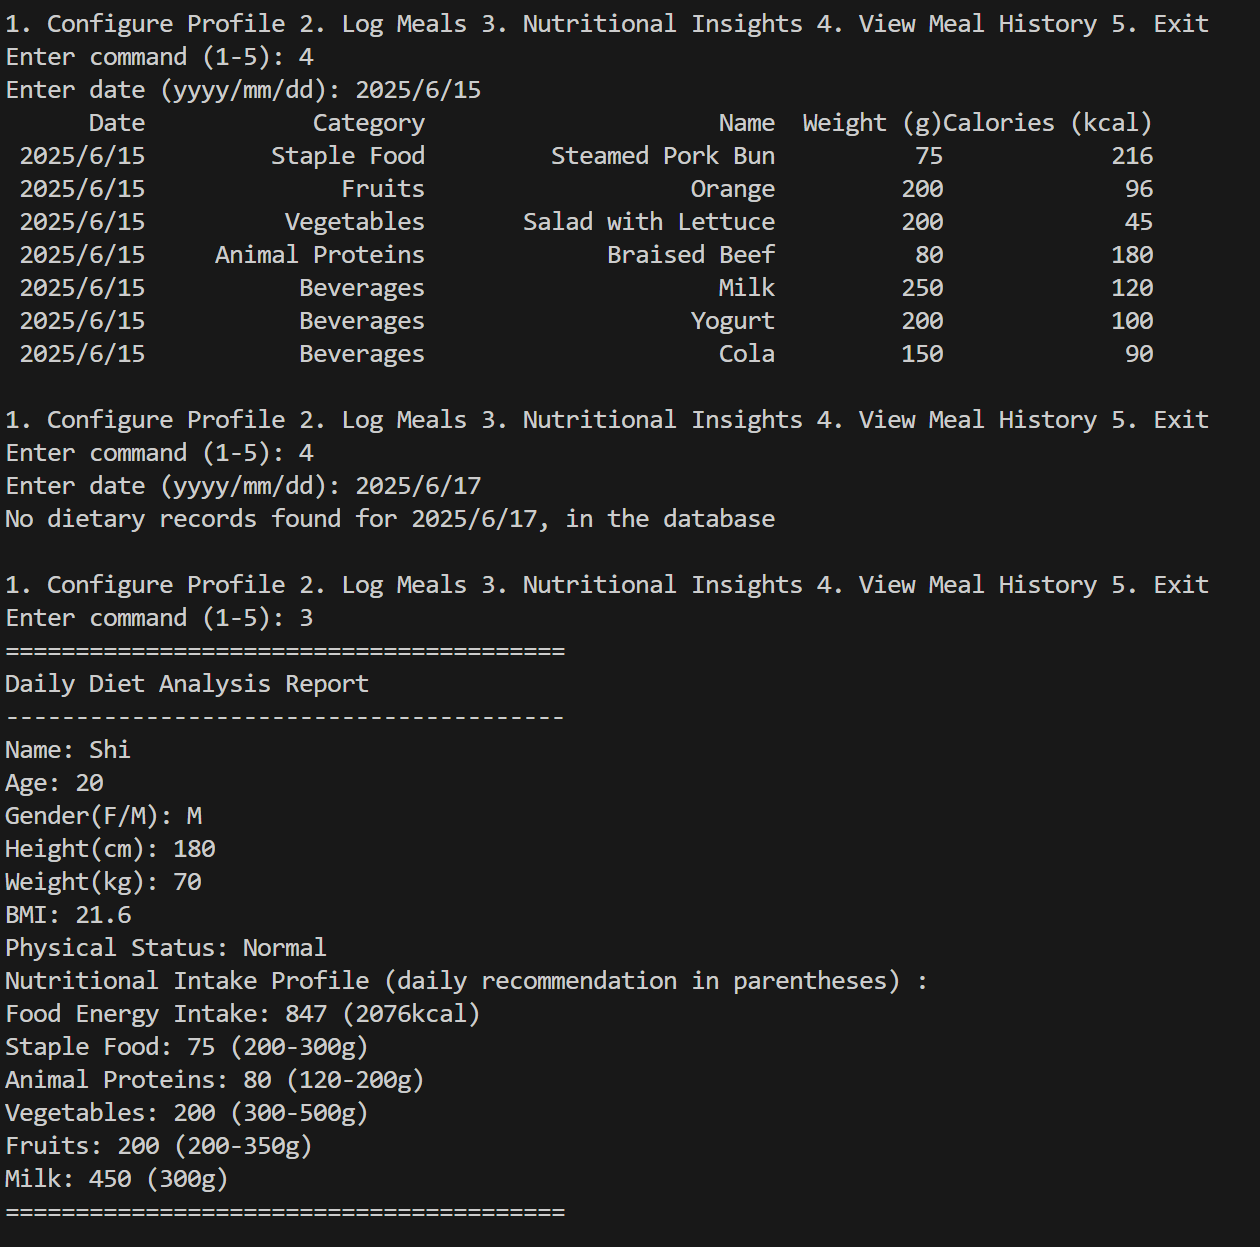 1. Configure Profile 2. Log Meals 3. Nutritional Insights 4. View Meal History 5. Exit
Enter command (1-5): 4
Enter date (yyyy/mm/dd): 2025/6/15
Date Category Name Weight (g)Calories (kcal)
2025/6/15 Staple Food Steamed Pork Bun 75 216
2025/6/15 Fruits Orange 200 96
2025/6/15 Vegetables Salad with Lettuce 200 45
2025/6/15 Animal Proteins Braised Beef 80 180
2025/6/15 Beverages Milk 250 120
2025/6/15 Beverages Yogurt 200 100
2025/6/15 Beverages Cola 150 90
1. Configure Profile 2. Log Meals 3. Nutritional Insights 4. View Meal History 5. Exit
Enter command (1-5): 4
Enter date (yyyy/mm/dd): 2025/6/17
No dietary records found for 2025/6/17, in the database
1. Configure Profile 2. Log Meals 3. Nutritional Insights 4. View Meal History 5. Exit
Enter command (1-5): 3
========================================
Daily Diet Analysis Report
----------------------------------------
Name: Shi
Age: 20
Gender(F/M): M
Height(cm): 180
Weight(kg): 70
BMI: 21.6
Physical Status: Normal
Nutritional Intake Profile (daily recommendation in parentheses) :
Food Energy Intake: 847 (2076kcal)
Staple Food: 75 (200-300g)
Animal Proteins: 80 (120-200g)
Vegetables: 200 (300-500g)
Fruits: 200 (200-350g)
Milk: 450 (300g)
========================================